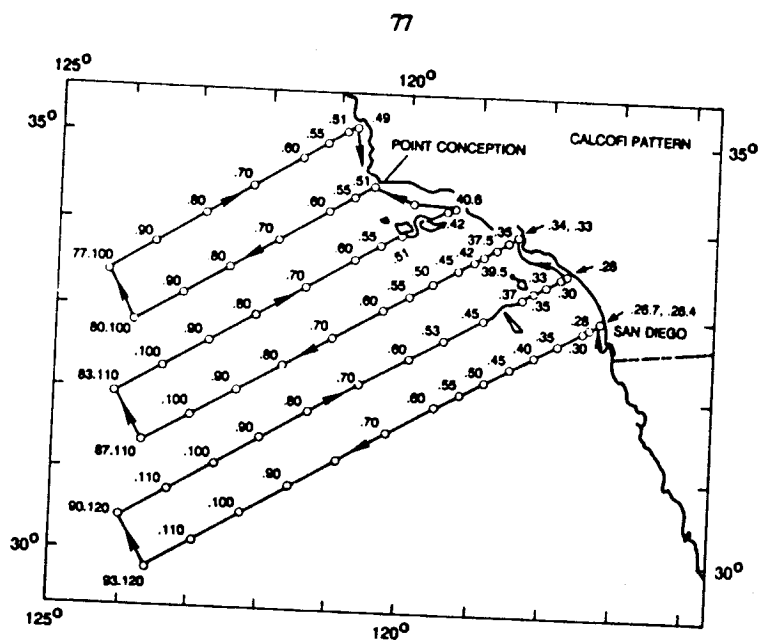 77
125° 120°
35° .51 .49
.55
.60 POINT CONCEPTION CALCOFI PATTERN 35°
.70
.80 .51
.90 .60 .55 40.6
77.100 .70 .42 .35 .34, .33
.80 .51 37.5
.90 .60 .55 .45 .42 .28
80.100 .70 .50 39.5 .33
.80 .55 .37 .35 .30
.90 .60 .45 .28 .26.7, .26.4
.100 .70 .53 .35 SAN DIEGO
83.110 .80 .60 .40 .30
.90 .70 .45
.100 .80 .50
87.110 .90 .55
.100 .60
.110 .70
90.120 .90
.100
.110
30° 93.120 30°
125° 120°